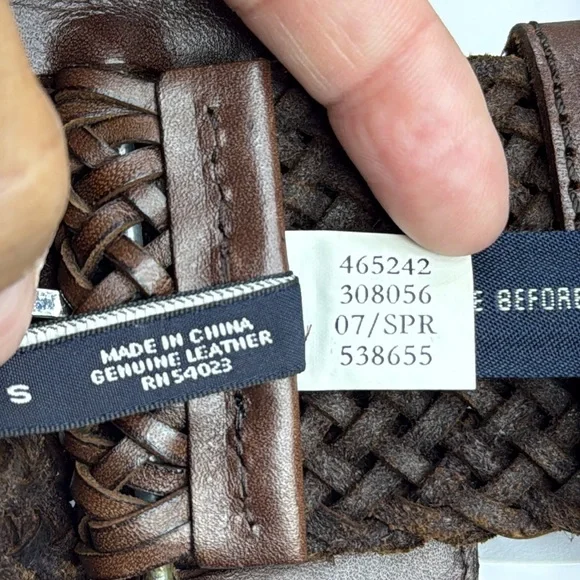 465242
308056
07/SPR
538655
E BEFORE
MADE IN CHINA
GENUINE LEATHER
RN54023
S